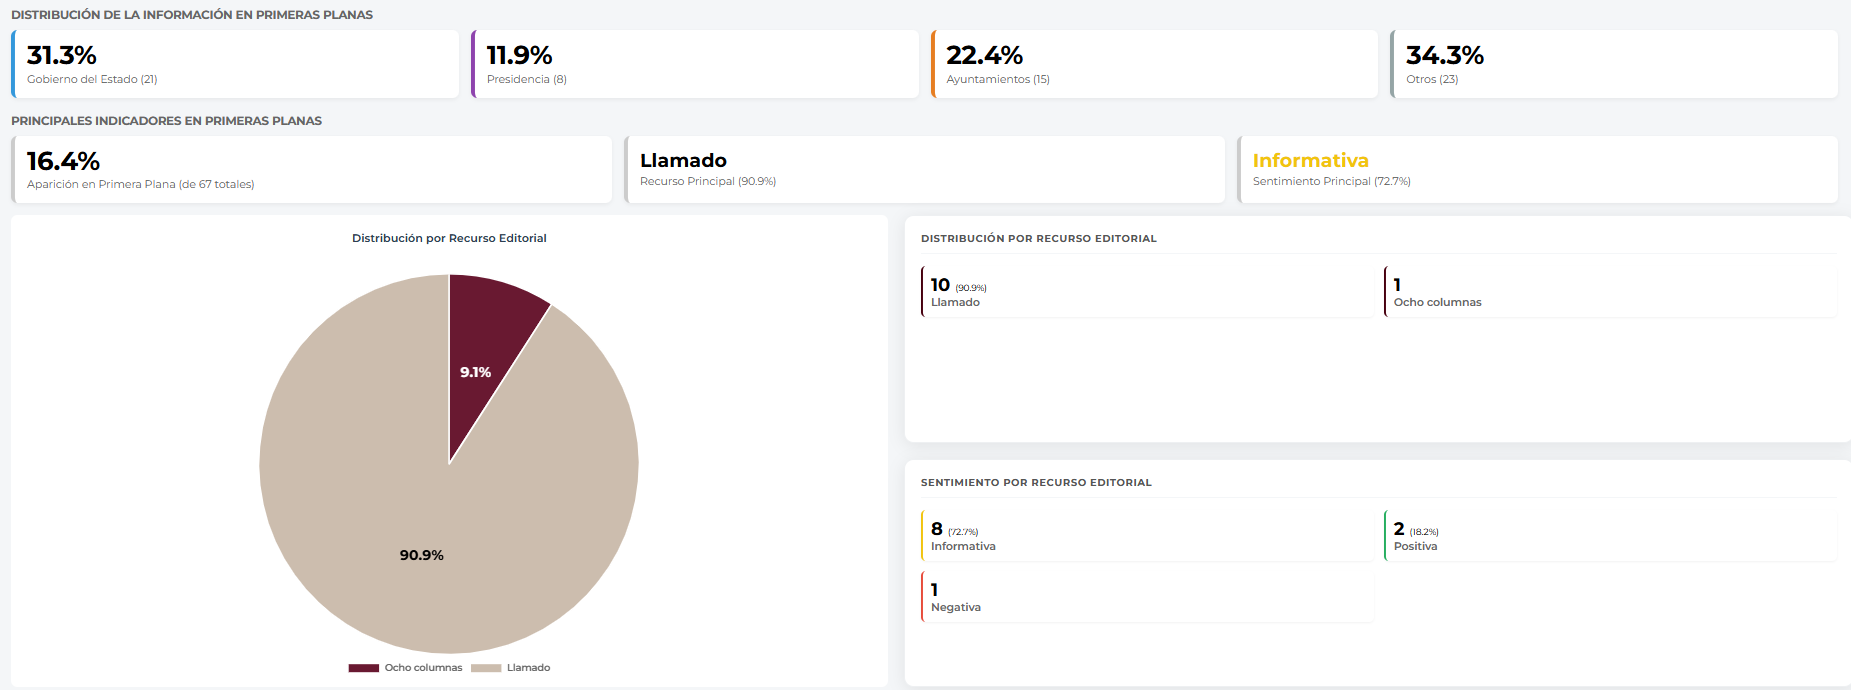 DISTRIBUCIÓN DE LA INFORMACIÓN EN PRIMERAS PLANAS
31.3%
Gobierno del Estado (21)
11.9%
Presidencia (8)
22.4%
Ayuntamientos (15)
34.3%
Otros (23)
PRINCIPALES INDICADORES EN PRIMERAS PLANAS
16.4%
Aparición en Primera Plana (de 67 totales)
Llamado
Recurso Principal (90.9%)
Informativa
Sentimiento Principal (72.7%)
Distribución por Recurso Editorial
9.1%
90.9%
Ocho columnas
Llamado
DISTRIBUCIÓN POR RECURSO EDITORIAL
10 (90.9%)
Llamado
1
Ocho columnas
SENTIMIENTO POR RECURSO EDITORIAL
8 (72.7%)
Informativa
2 (18.2%)
Positiva
1
Negativa